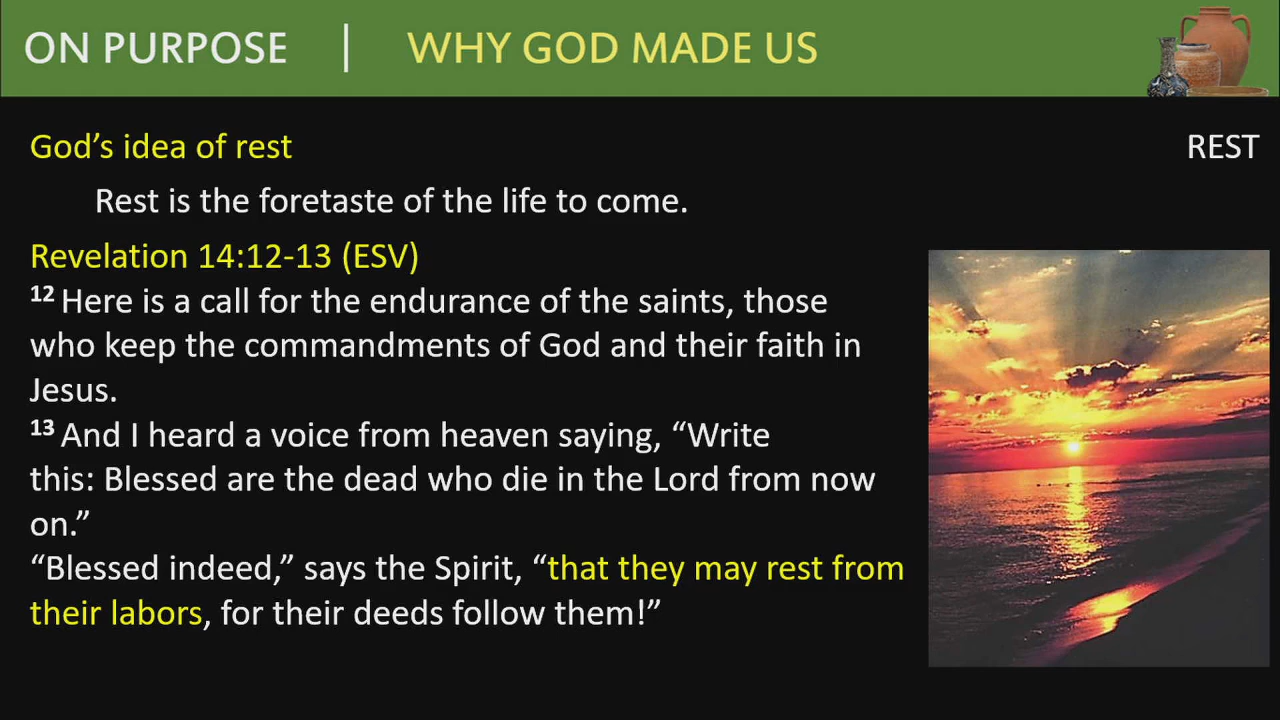 ON PURPOSE | WHY GOD MADE US
God’s idea of rest
REST
Rest is the foretaste of the life to come.
Revelation 14:12-13 (ESV)
12 Here is a call for the endurance of the saints, those
who keep the commandments of God and their faith in
Jesus.
13 And I heard a voice from heaven saying, “Write
this: Blessed are the dead who die in the Lord from now
on.”
“Blessed indeed,” says the Spirit, “that they may rest from
their labors, for their deeds follow them!”